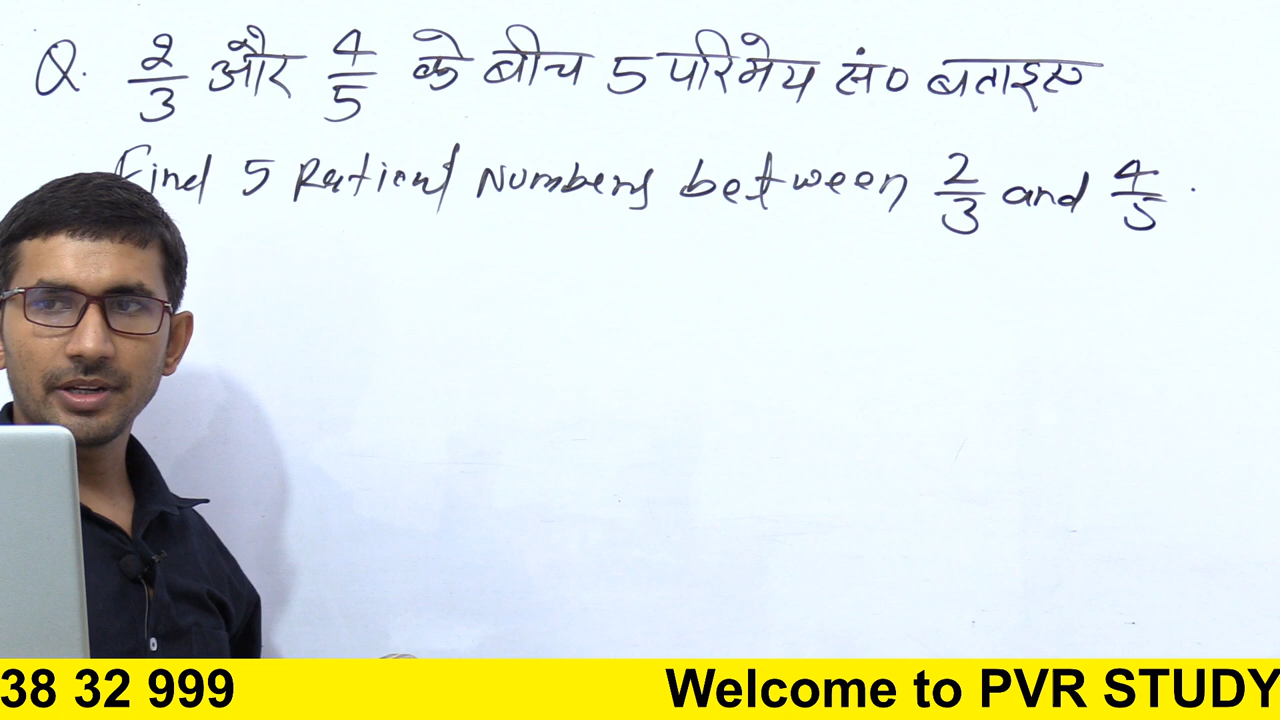 Q. 2/3 और 4/5 के बीच 5 परिमेय सं० बताइए
Find 5 Rational Numbers between 2/3 and 4/5.
38 32 999 Welcome to PVR STUDY